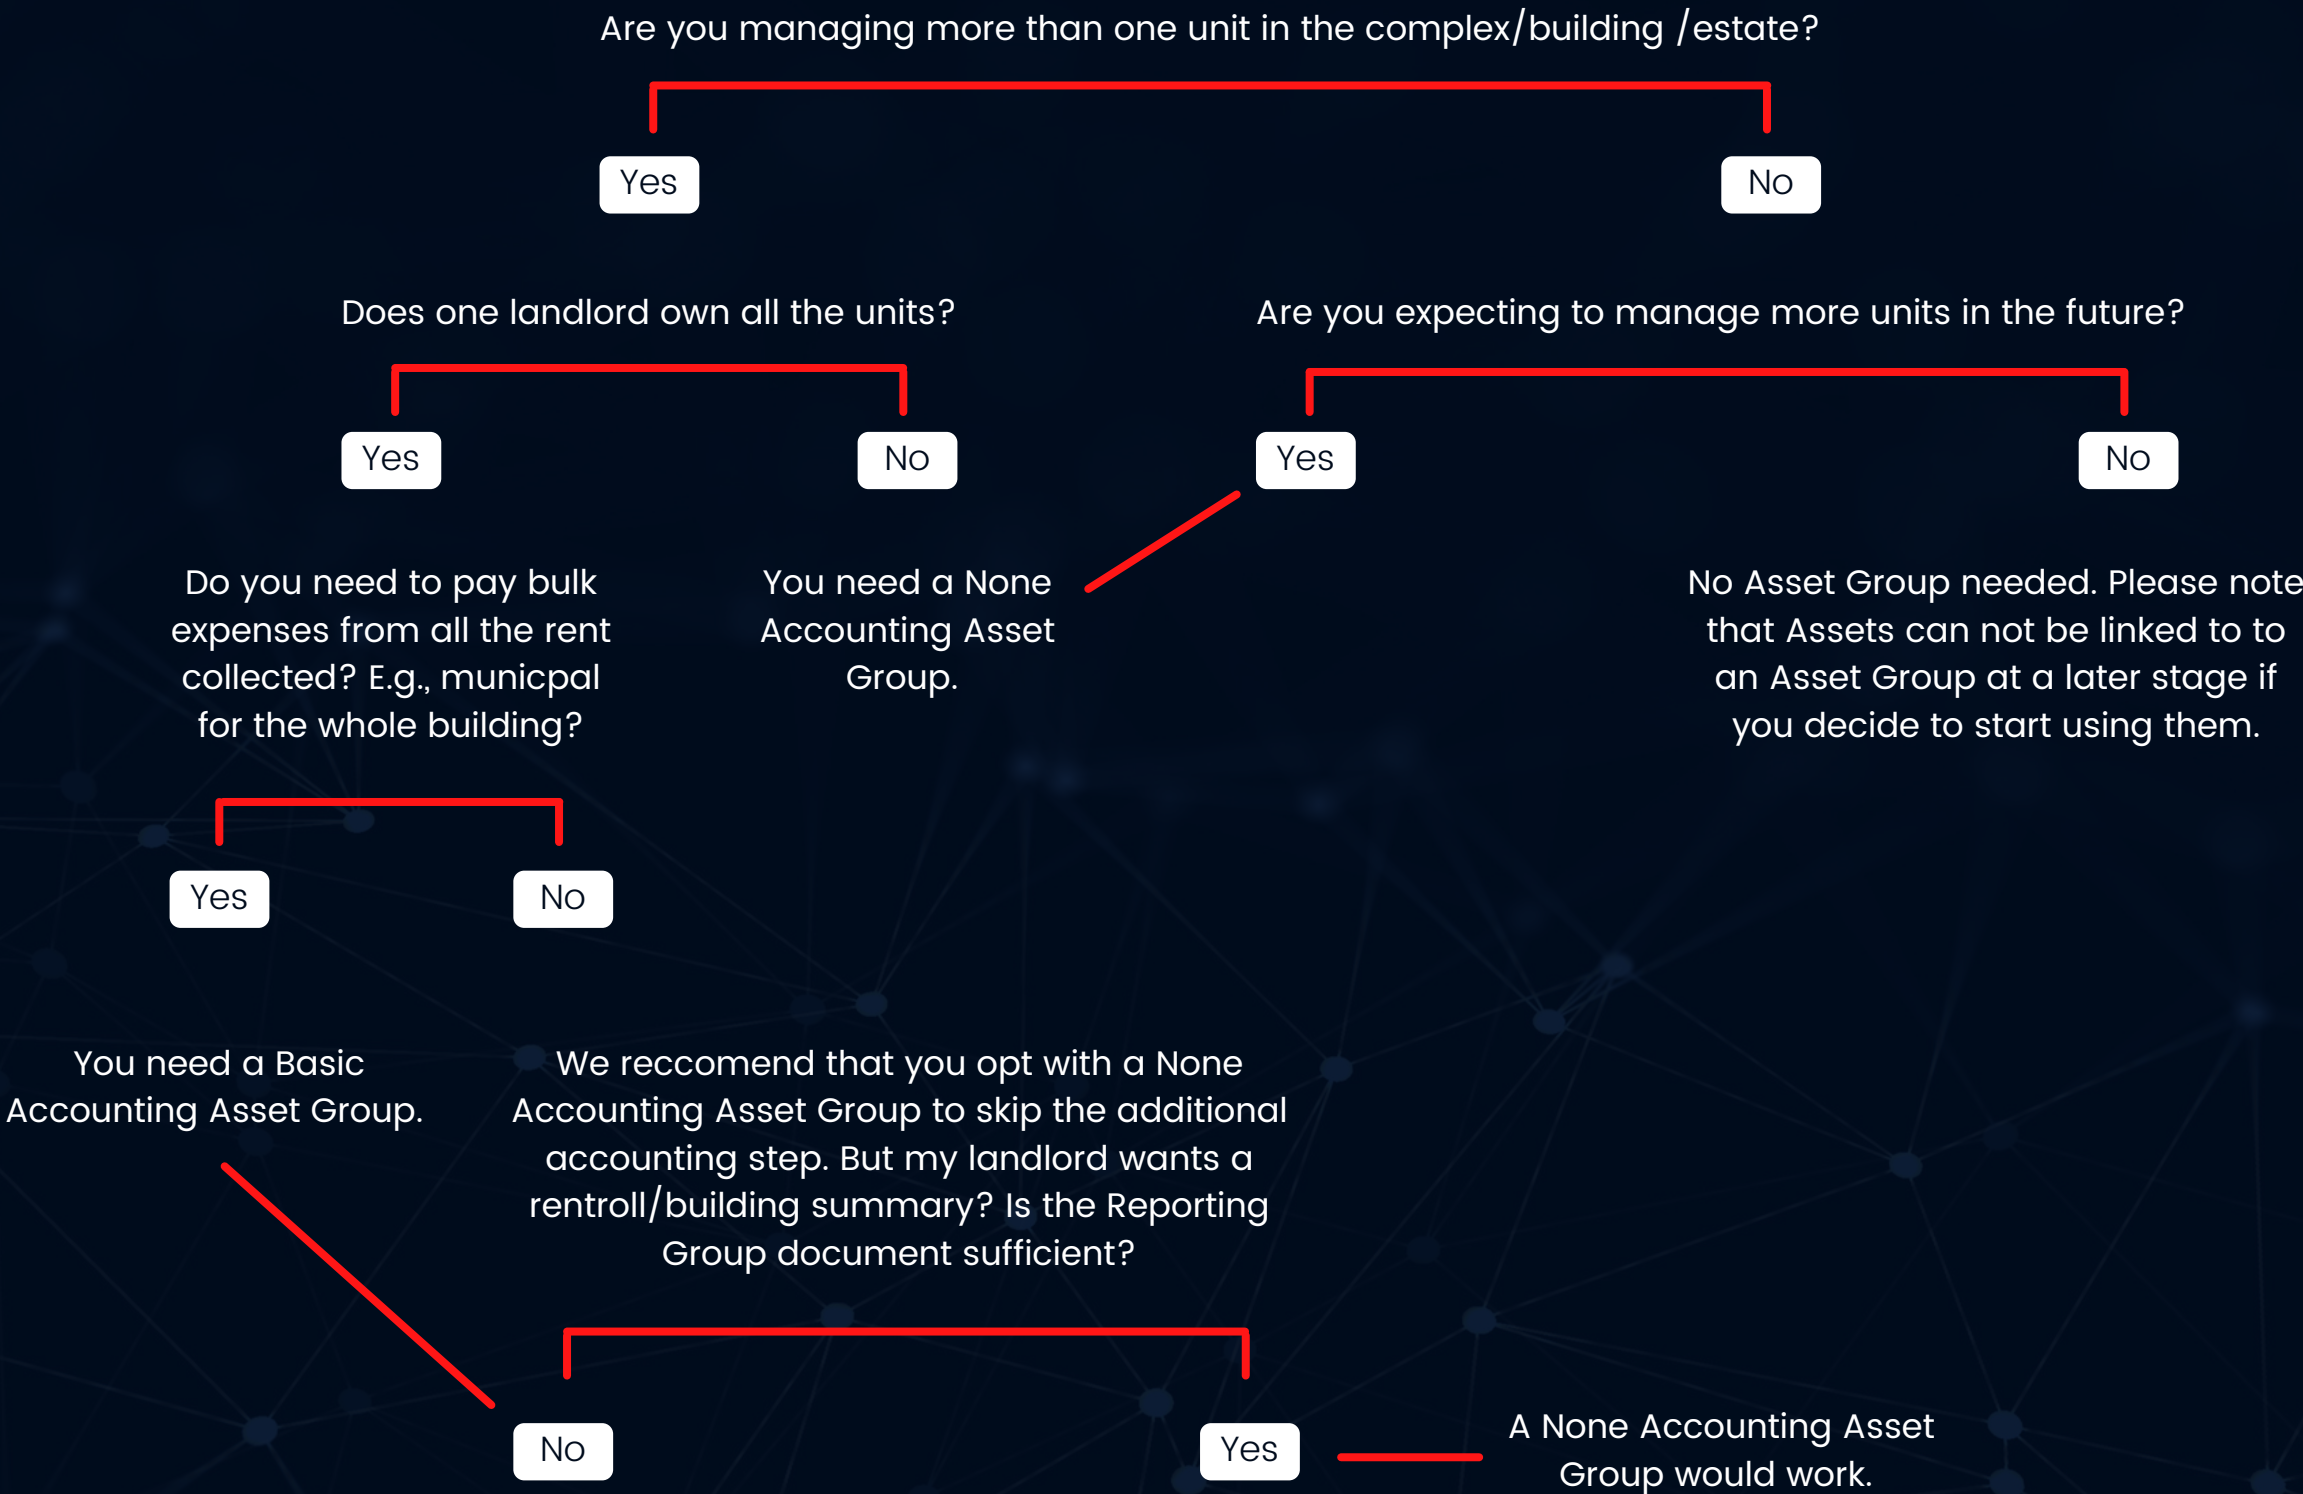 Are you managing more than one unit in the complex/building /estate?
Yes
No
Does one landlord own all the units?
Are you expecting to manage more units in the future?
Yes
No
Yes
No
Do you need to pay bulk
expenses from all the rent
collected? E.g., municpal
for the whole building?
You need a None
Accounting Asset
Group.
No Asset Group needed. Please note
that Assets can not be linked to to
an Asset Group at a later stage if
you decide to start using them.
Yes
No
You need a Basic
Accounting Asset Group.
We reccomend that you opt with a None
Accounting Asset Group to skip the additional
accounting step. But my landlord wants a
rentroll/building summary? Is the Reporting
Group document sufficient?
No
Yes
A None Accounting Asset
Group would work.